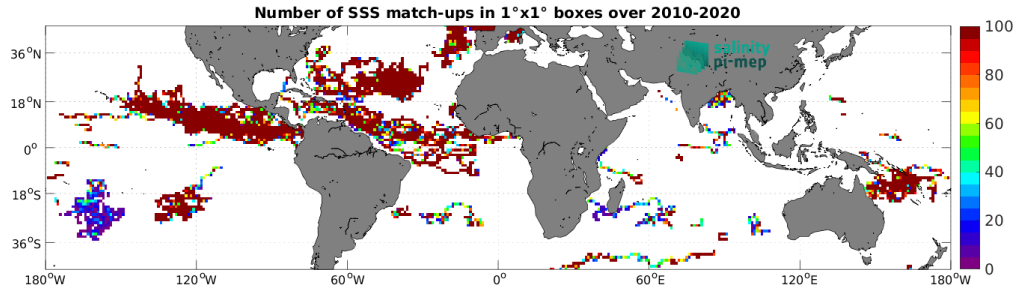 Number of SSS match-ups in 1°x1° boxes over 2010-2020
salinity
pi-mep
36°N
18°N
0°
18°S
36°S
180°W
120°W
60°W
0°
60°E
120°E
180°W
100
80
60
40
20
0